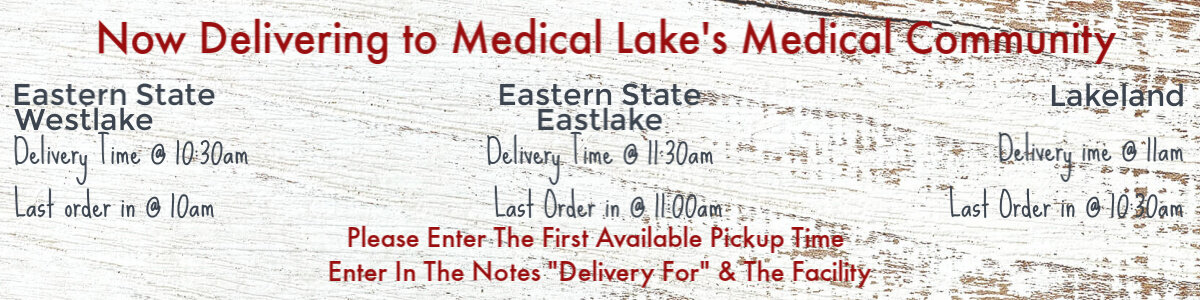 Now Delivering to Medical Lake's Medical Community
Eastern State
Westlake
Delivery Time @ 10:30am
Last order in @ 10am
Eastern State
Eastlake
Delivery Time @ 11:30am
Last Order in @ 11:00am
Lakeland
Delivery ime @ 11am
Last Order in @ 10:30am
Please Enter The First Available Pickup Time
Enter In The Notes "Delivery For" & The Facility